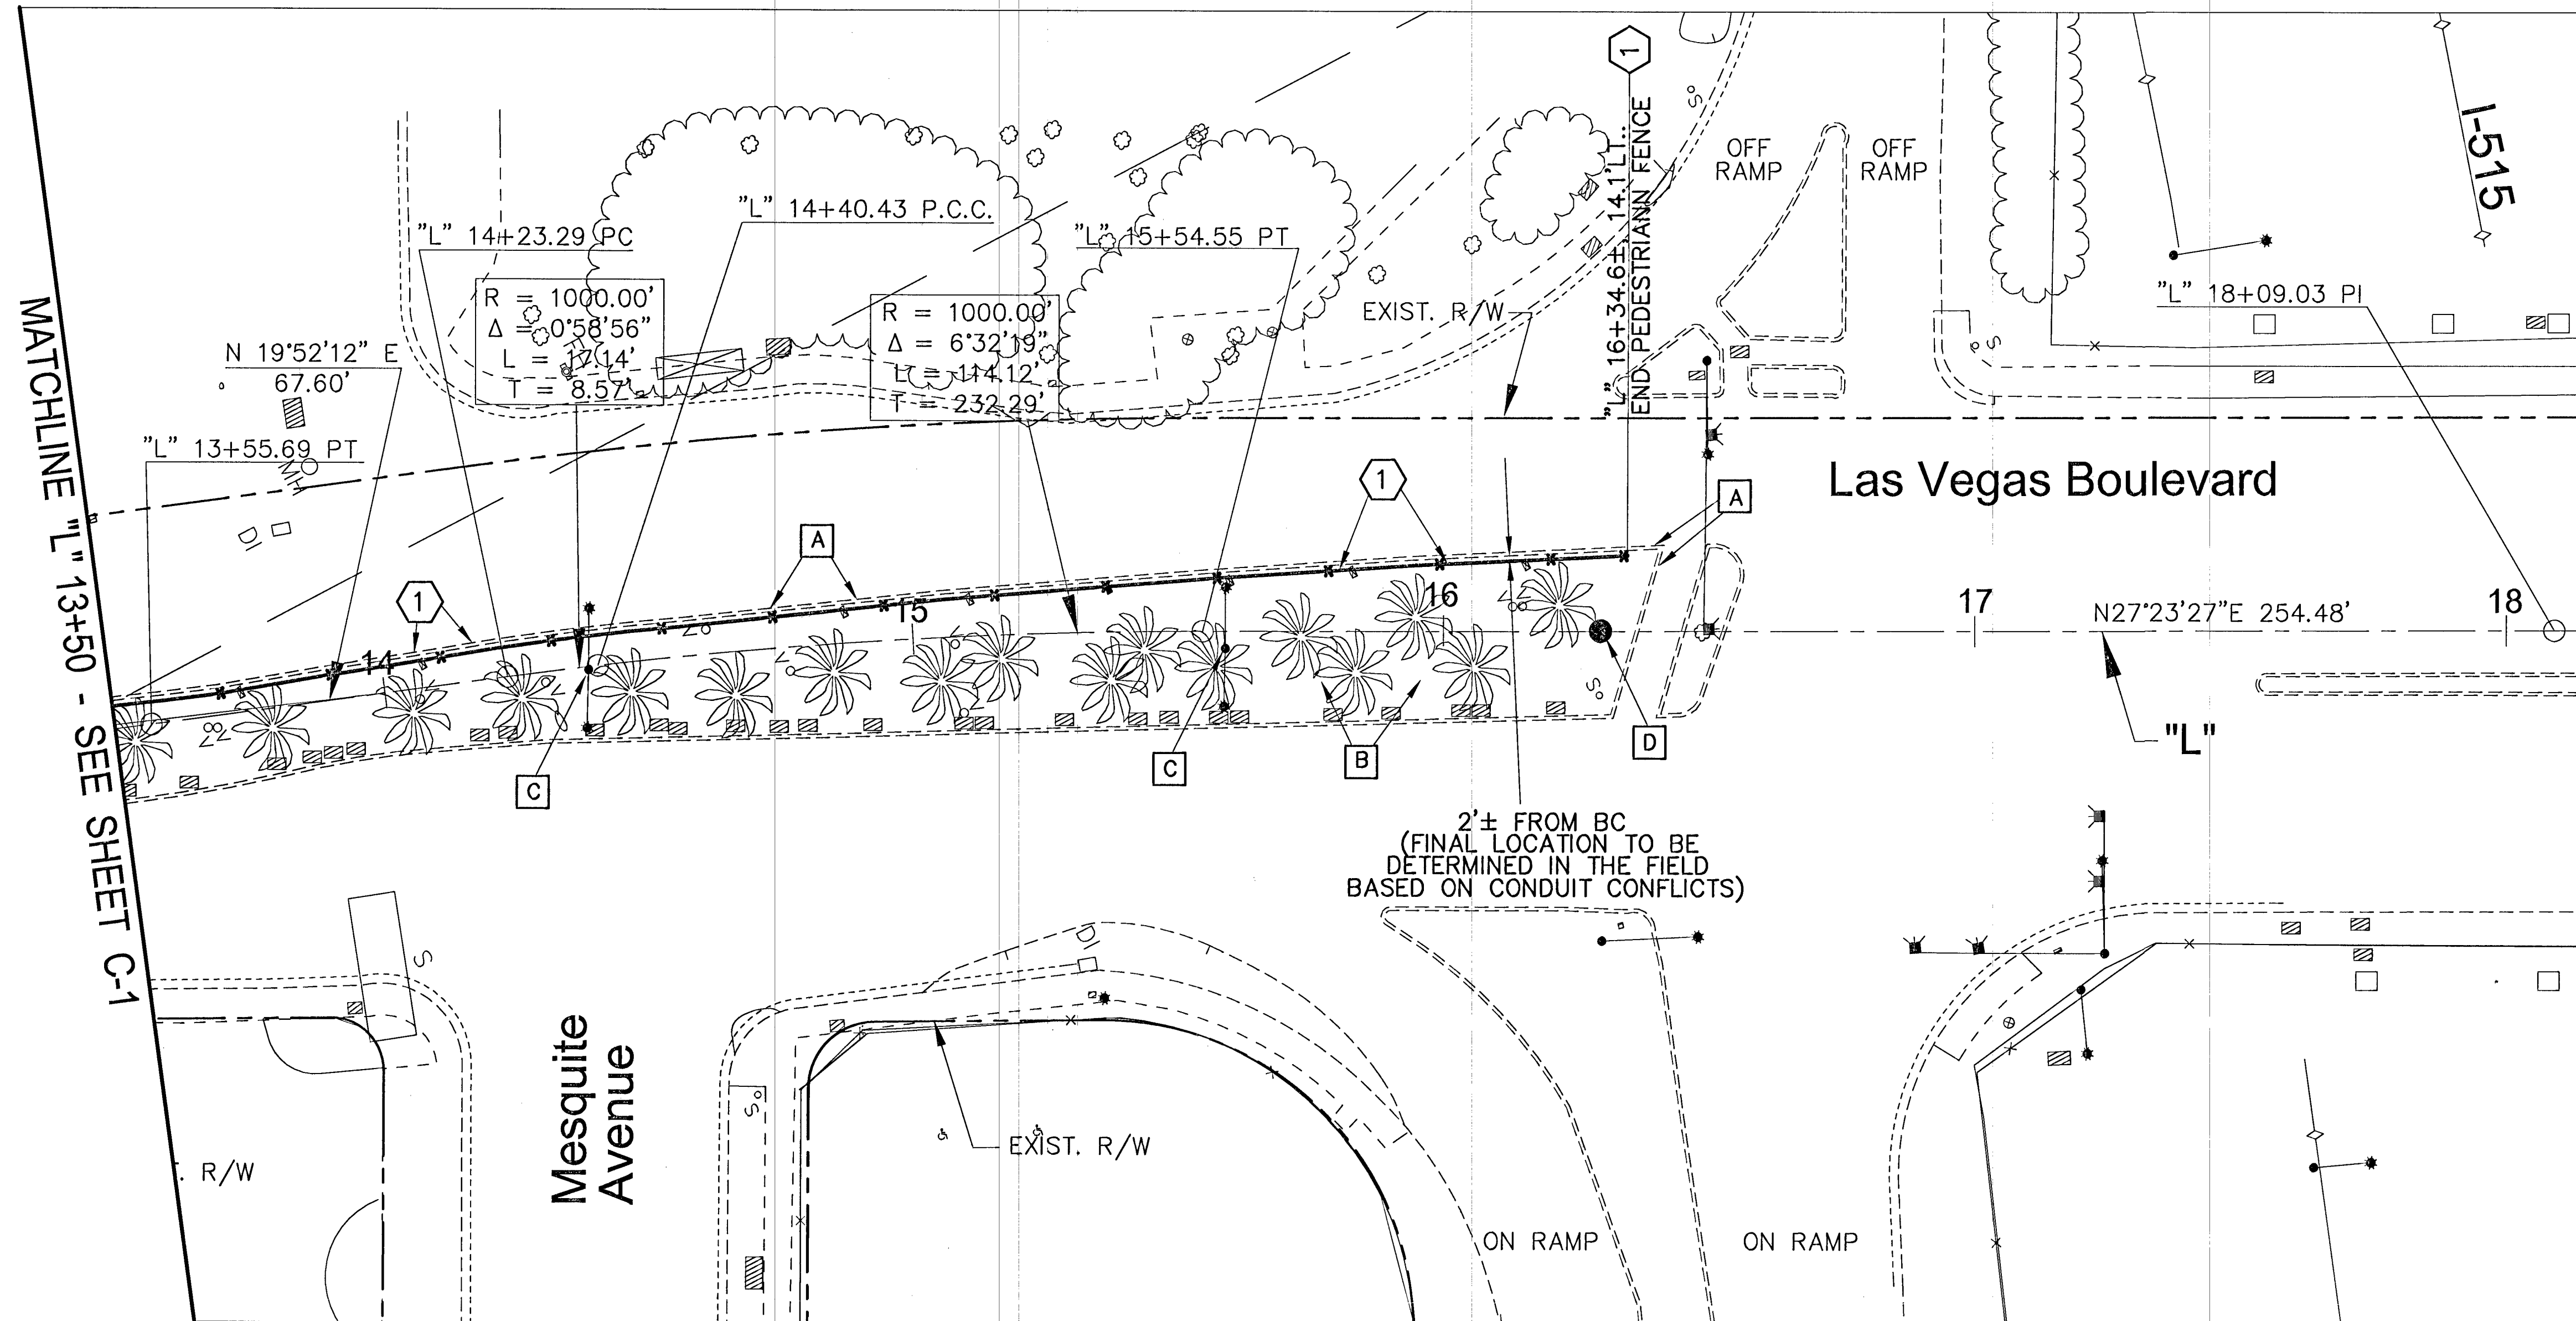 MATCHLINE "L" 13+50 - SEE SHEET C-1
N 19°52'12" E
67.60'
"L" 13+55.69 PT
"L" 14+23.29 PC
R = 1000.00'
Δ = 0°58'56"
L = 17.14'
T = 8.57'
"L" 14+40.43 P.C.C.
R = 1000.00'
Δ = 6°32'19"
L = 114.12'
T = 232.29'
"L" 15+54.55 PT
EXIST. R/W
1
"L" 16+34.6± 14.1'LT..
END PEDESTRIANN FENCE
S
OFF
RAMP
OFF
RAMP
I-515
"L" 18+09.03 PI
S
MH
DI
Las Vegas Boulevard
1
A
1
A
14
15
16
17
18
N27°23'27"E 254.48'
"L"
C
C
B
D
S
2'± FROM BC
(FINAL LOCATION TO BE
DETERMINED IN THE FIELD
BASED ON CONDUIT CONFLICTS)
S
DI
S
Mesquite
Avenue
EXIST. R/W
. R/W
ON RAMP
ON RAMP